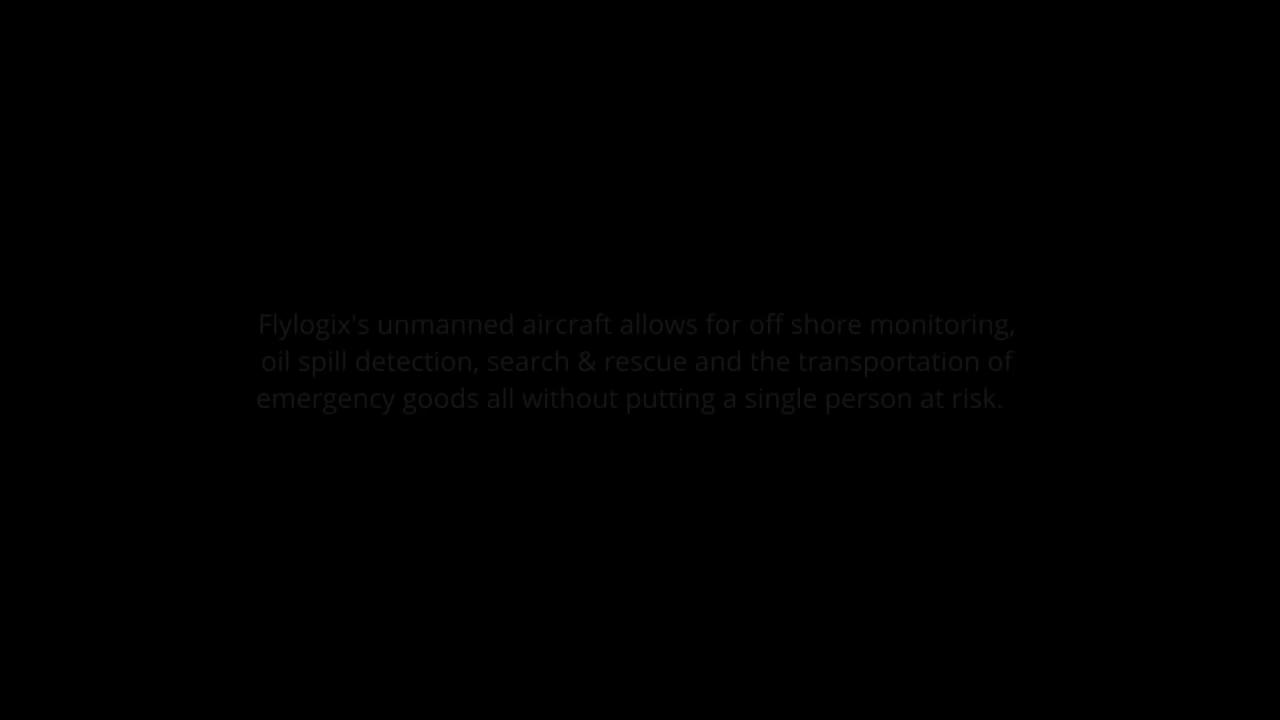 Flylogix's unmanned aircraft allows for off shore monitoring,
oil spill detection, search & rescue and the transportation of
emergency goods all without putting a single person at risk.